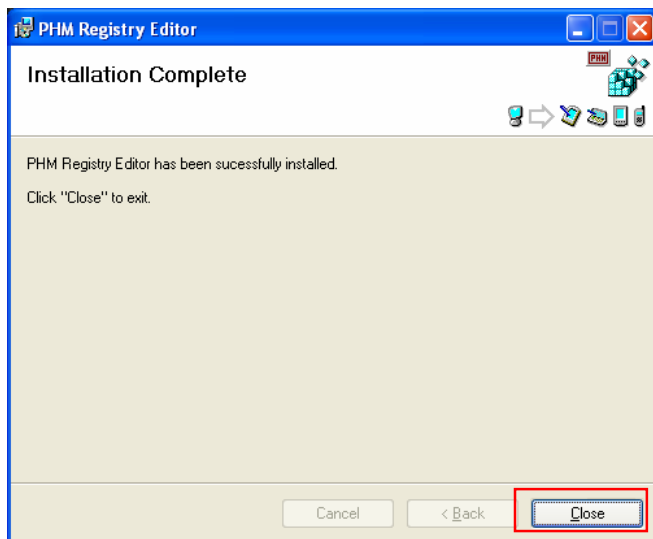 PHM Registry Editor
Installation Complete
PHM
PHM Registry Editor has been sucessfully installed.
Click "Close" to exit.
Cancel
< Back
Close